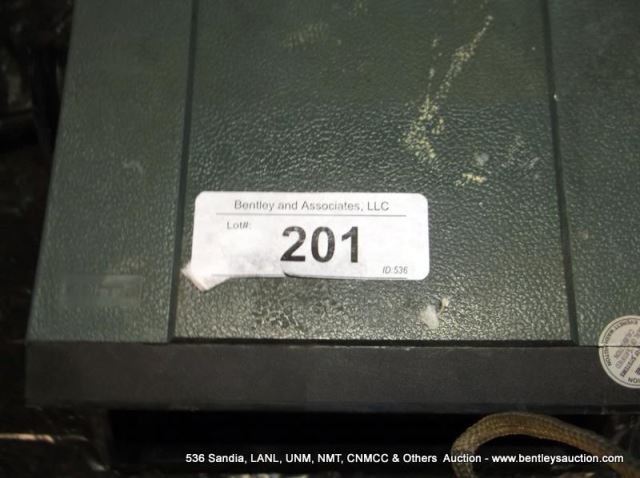 Bentley and Associates, LLC
Lot#:
201
ID:536
536 Sandia, LANL, UNM, NMT, CNMCC & Others Auction - www.bentleysauction.com